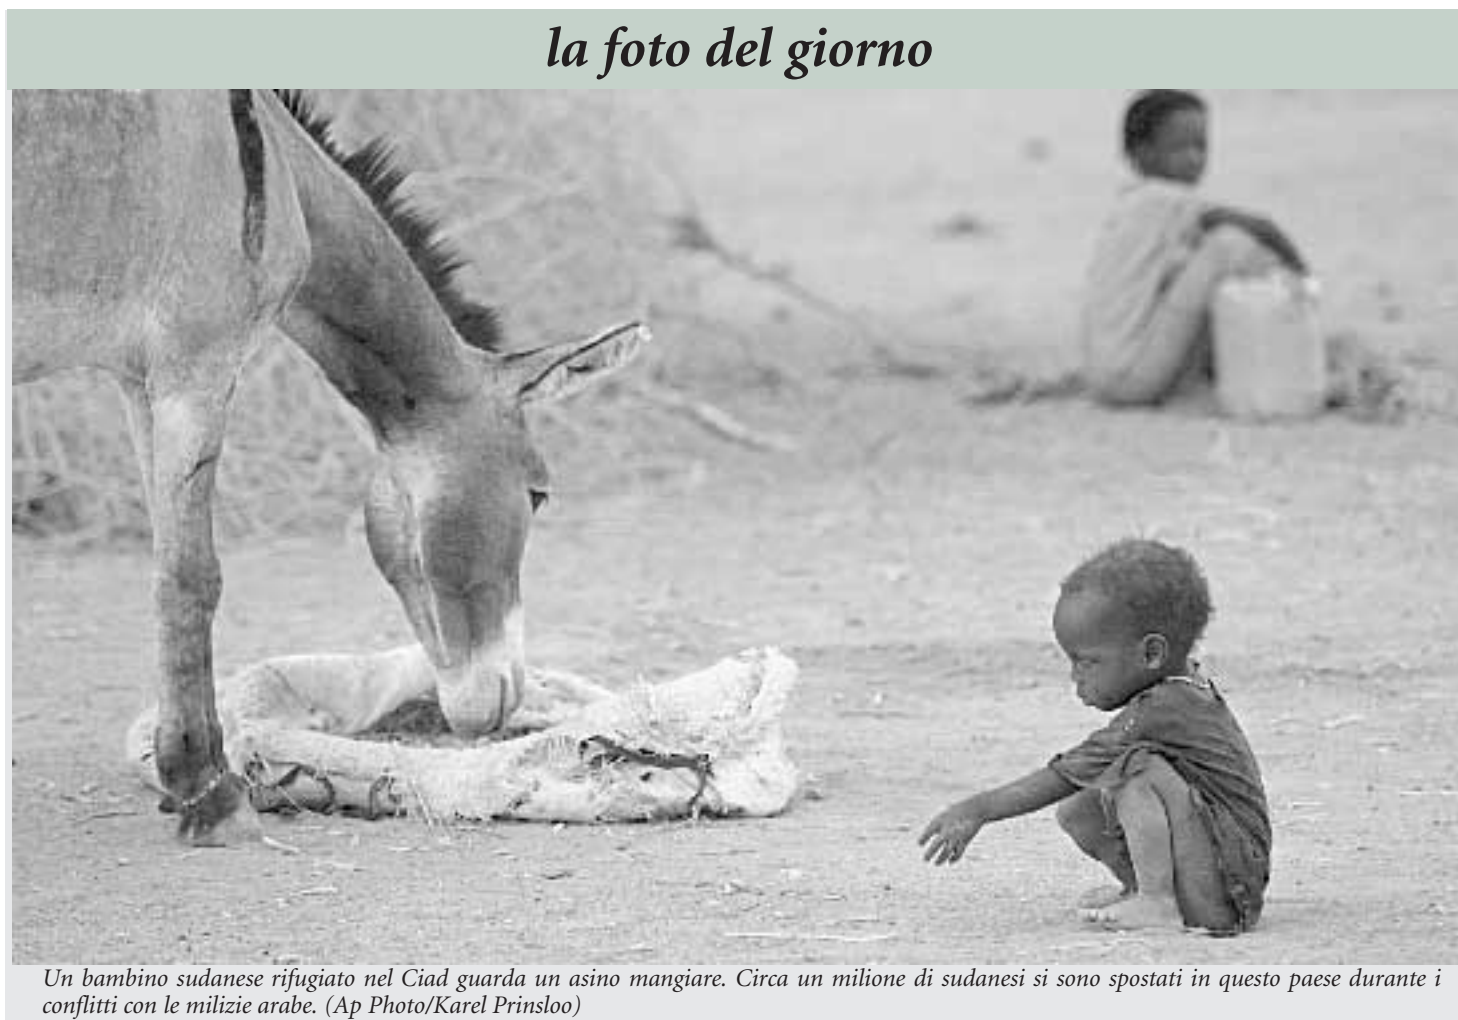 la foto del giorno
Un bambino sudanese rifugiato nel Ciad guarda un asino mangiare. Circa un milione di sudanesi si sono spostati in questo paese durante i
conflitti con le milizie arabe. (Ap Photo/Karel Prinsloo)